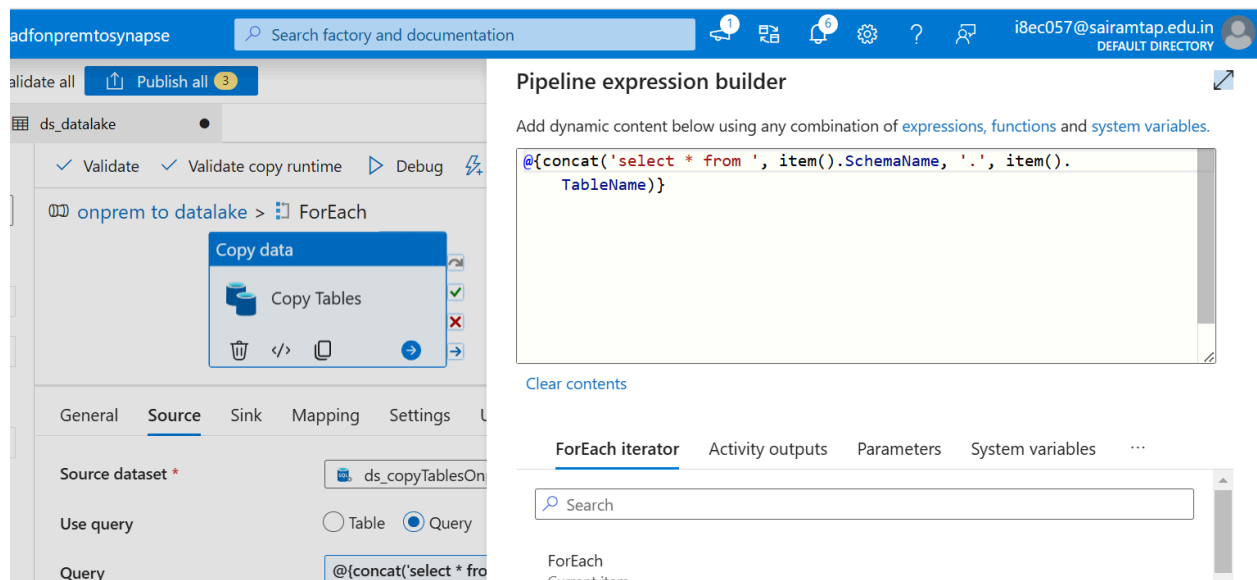 adfonpremtosynapse
Search factory and documentation
1
6
i8ec057@sairamtap.edu.in
DEFAULT DIRECTORY
alidate all
Publish all 3
ds_datalake
Validate
Validate copy runtime
Debug
onprem to datalake > ForEach
Copy data
Copy Tables
General
Source
Sink
Mapping
Settings
Source dataset *
ds_copyTablesOn
Use query
Table
Query
Query
@{concat('select * fro
Pipeline expression builder
Add dynamic content below using any combination of expressions, functions and system variables.
@{concat('select * from ', item().SchemaName, '.', item().
TableName)}
Clear contents
ForEach iterator
Activity outputs
Parameters
System variables
Search
ForEach
Current item